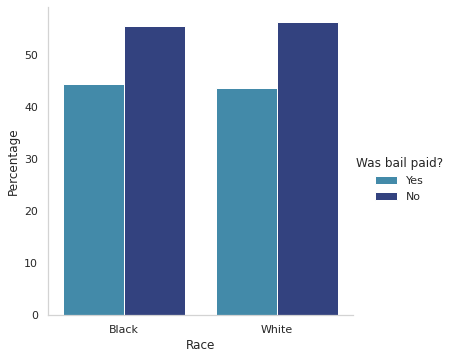 50
40
30
20
10
0
Percentage
Black
White
Race
Was bail paid?
Yes
No